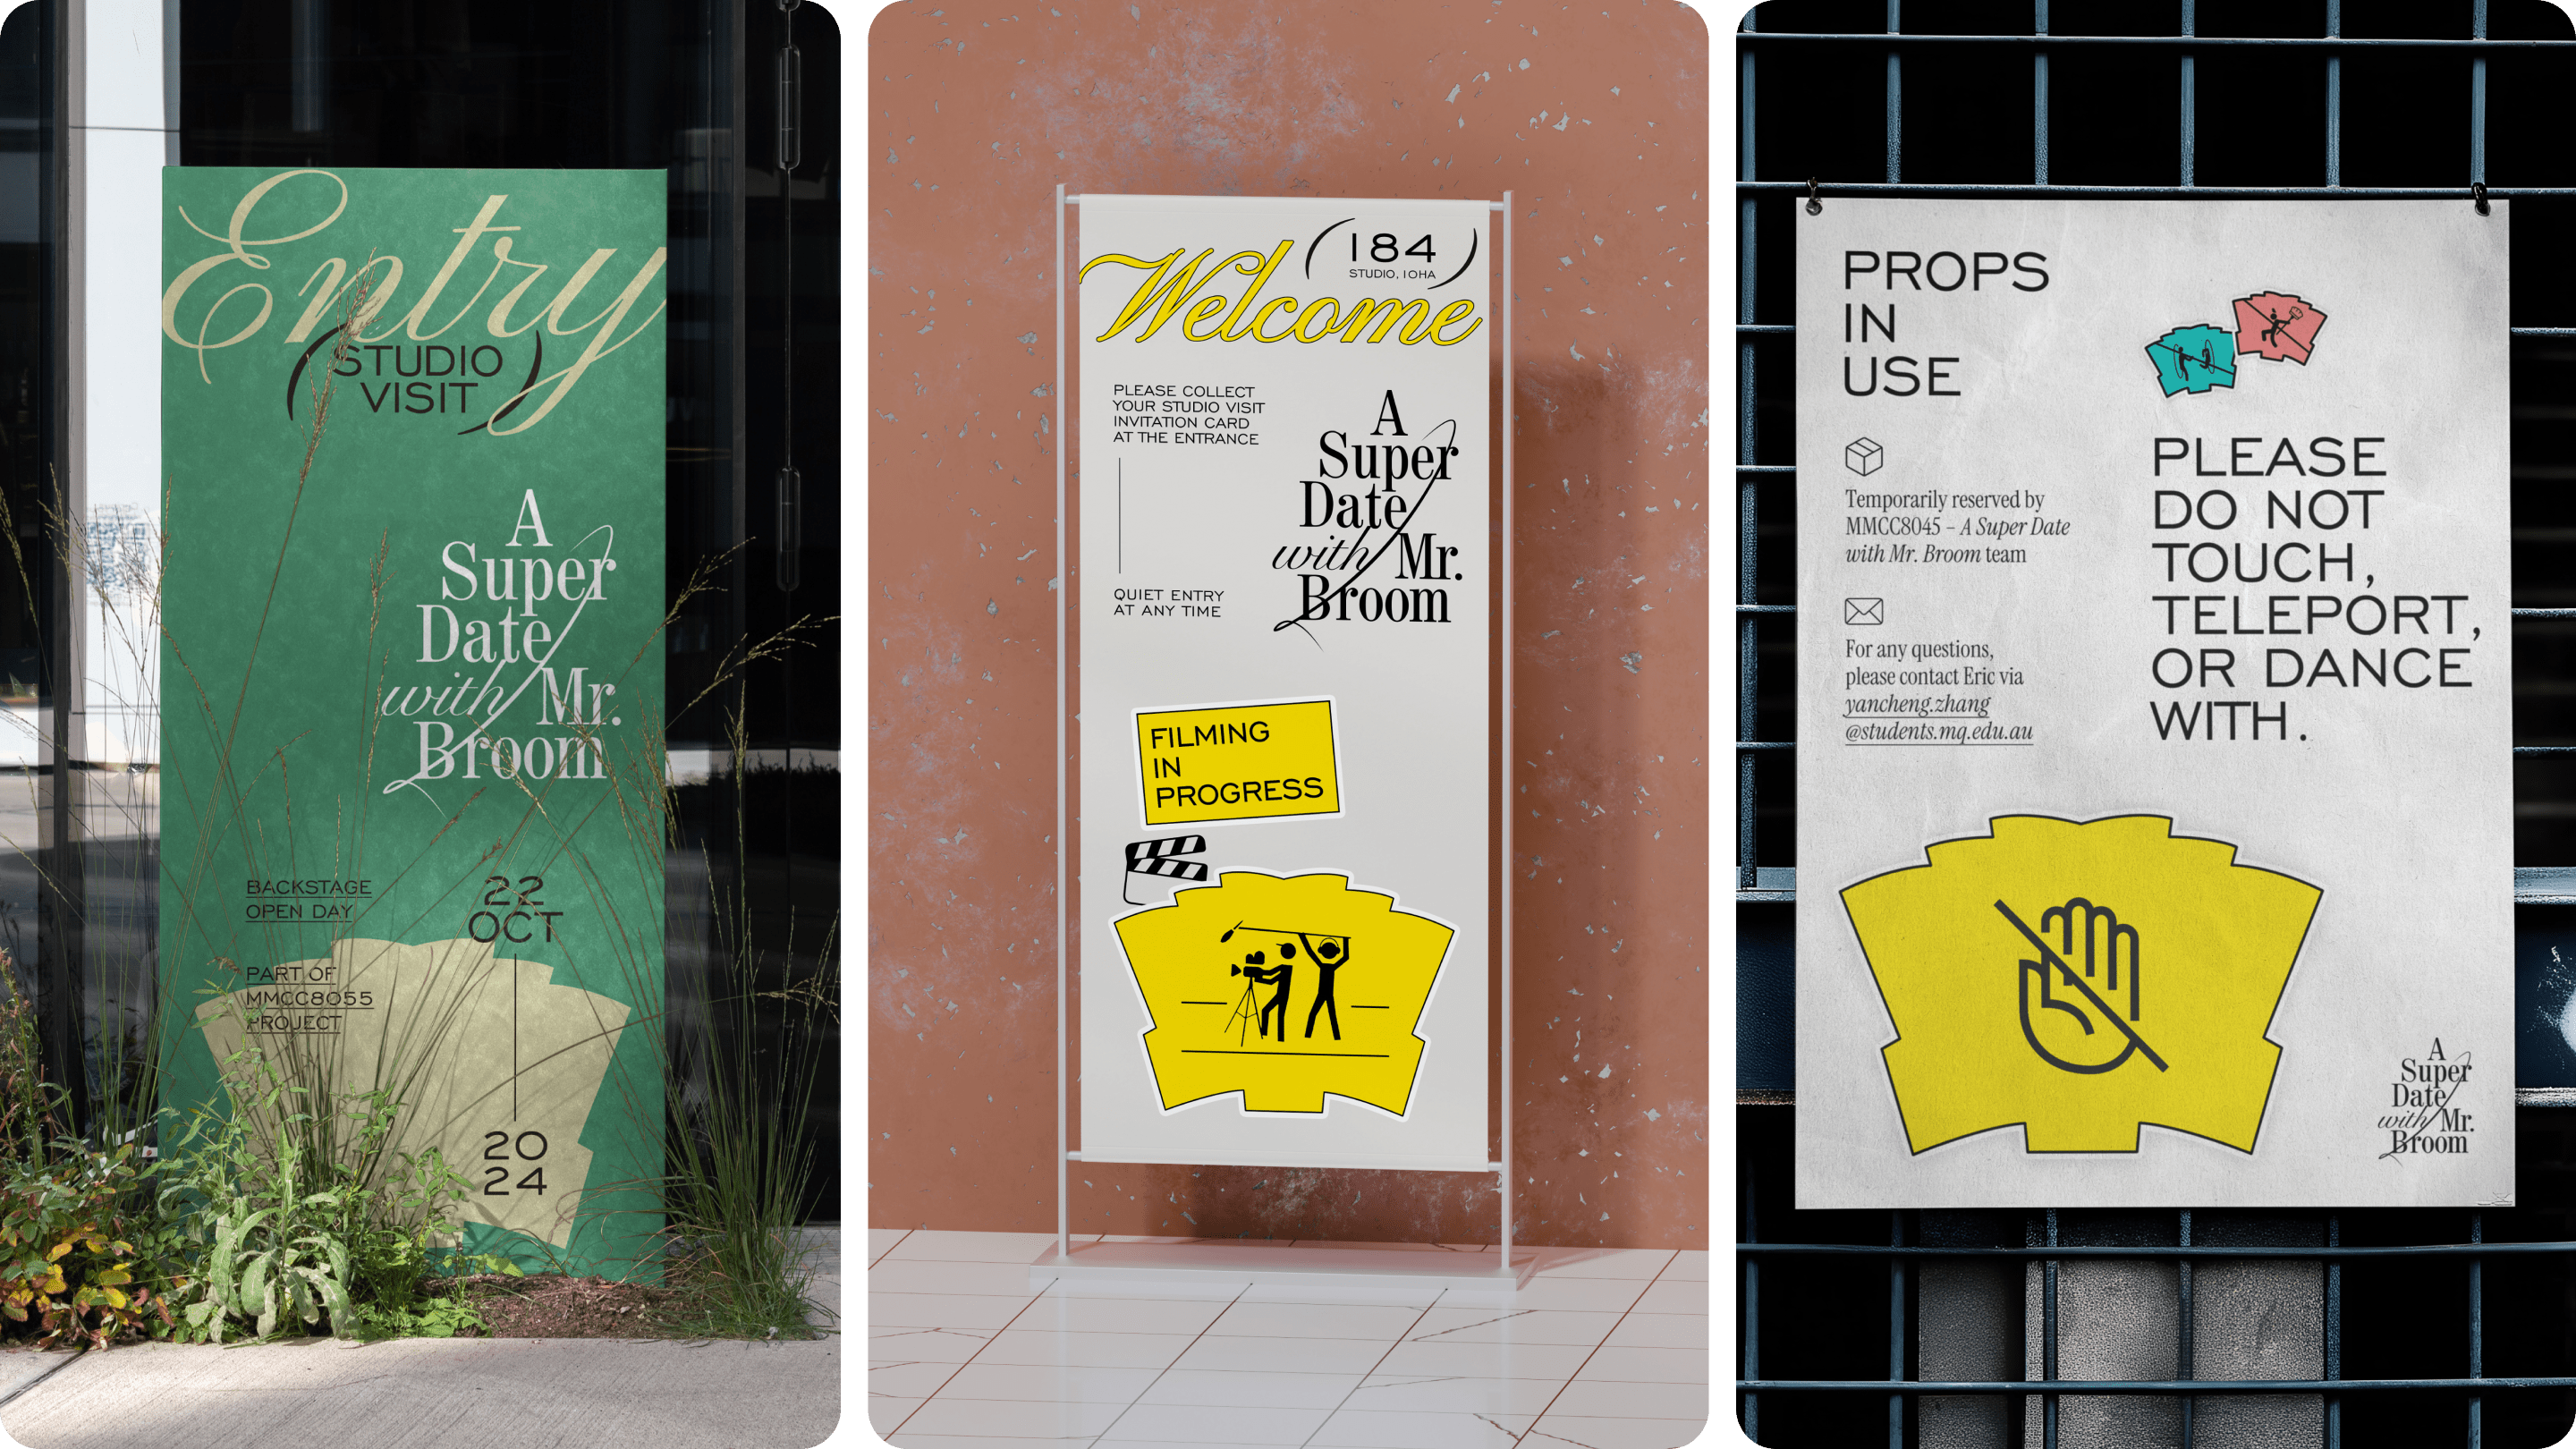 Entry
(STUDIO
VISIT)
A
Super
Date
with Mr.
Broom
BACKSTAGE
OPEN DAY
PART OF
MMCC8055
PROJECT
22
OCT
20
24
(184
STUDIO, 10HA)
Welcome
PLEASE COLLECT
YOUR STUDIO VISIT
INVITATION CARD
AT THE ENTRANCE
QUIET ENTRY
AT ANY TIME
A
Super
Date
with Mr.
Broom
FILMING
IN
PROGRESS
PROPS
IN
USE
Temporarily reserved by
MMCC8045 – A Super Date
with Mr. Broom team
For any questions,
please contact Eric via
yancheng.zhang
@students.mq.edu.au
PLEASE
DO NOT
TOUCH,
TELEPORT,
OR DANCE
WITH.
A
Super
Date
with Mr.
Broom